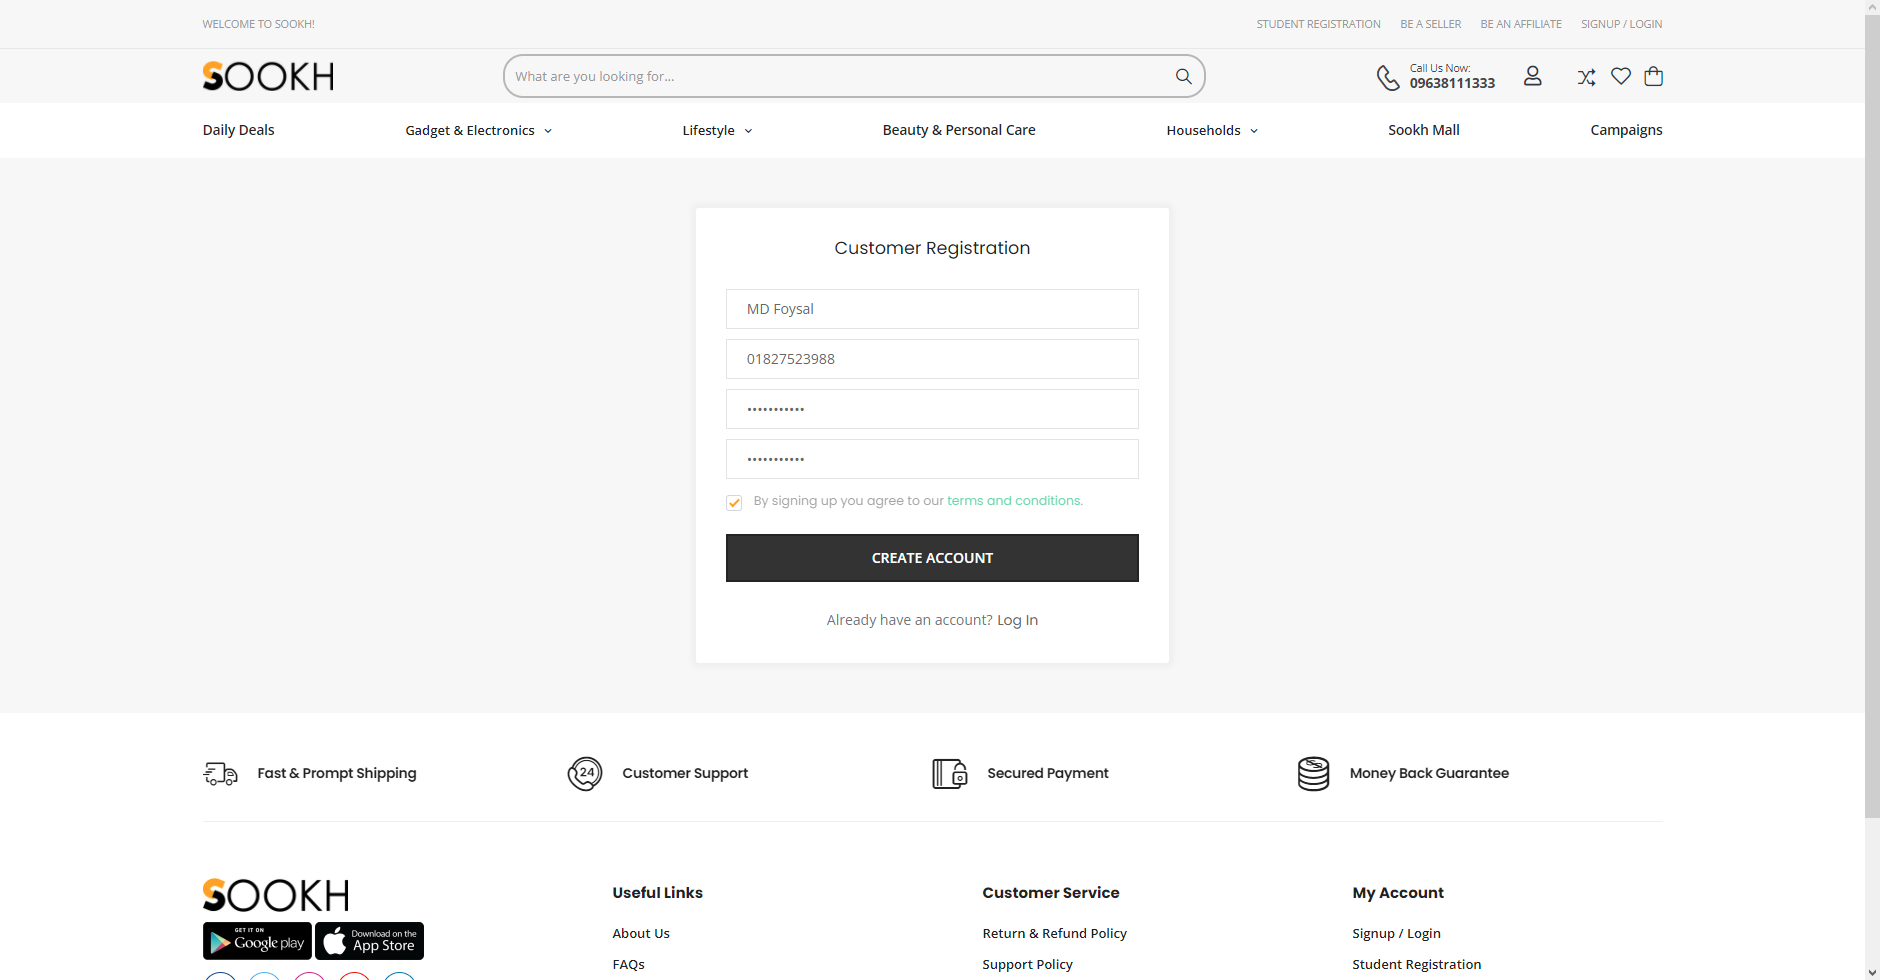 WELCOME TO SOOKH!
STUDENT REGISTRATION BE A SELLER BE AN AFFILIATE SIGNUP / LOGIN
SOOKH
What are you looking for...
Call Us Now:
09638111333
Daily Deals Gadget & Electronics Lifestyle Beauty & Personal Care Households Sookh Mall Campaigns
Customer Registration
MD Foysal
01827523988
•••••••••••
•••••••••••
By signing up you agree to our terms and conditions.
CREATE ACCOUNT
Already have an account? Log In
Fast & Prompt Shipping
24
Customer Support
Secured Payment
Money Back Guarantee
SOOKH
GET IT ON
Google play
Download on the
App Store
Useful Links
About Us
FAQs
Customer Service
Return & Refund Policy
Support Policy
My Account
Signup / Login
Student Registration